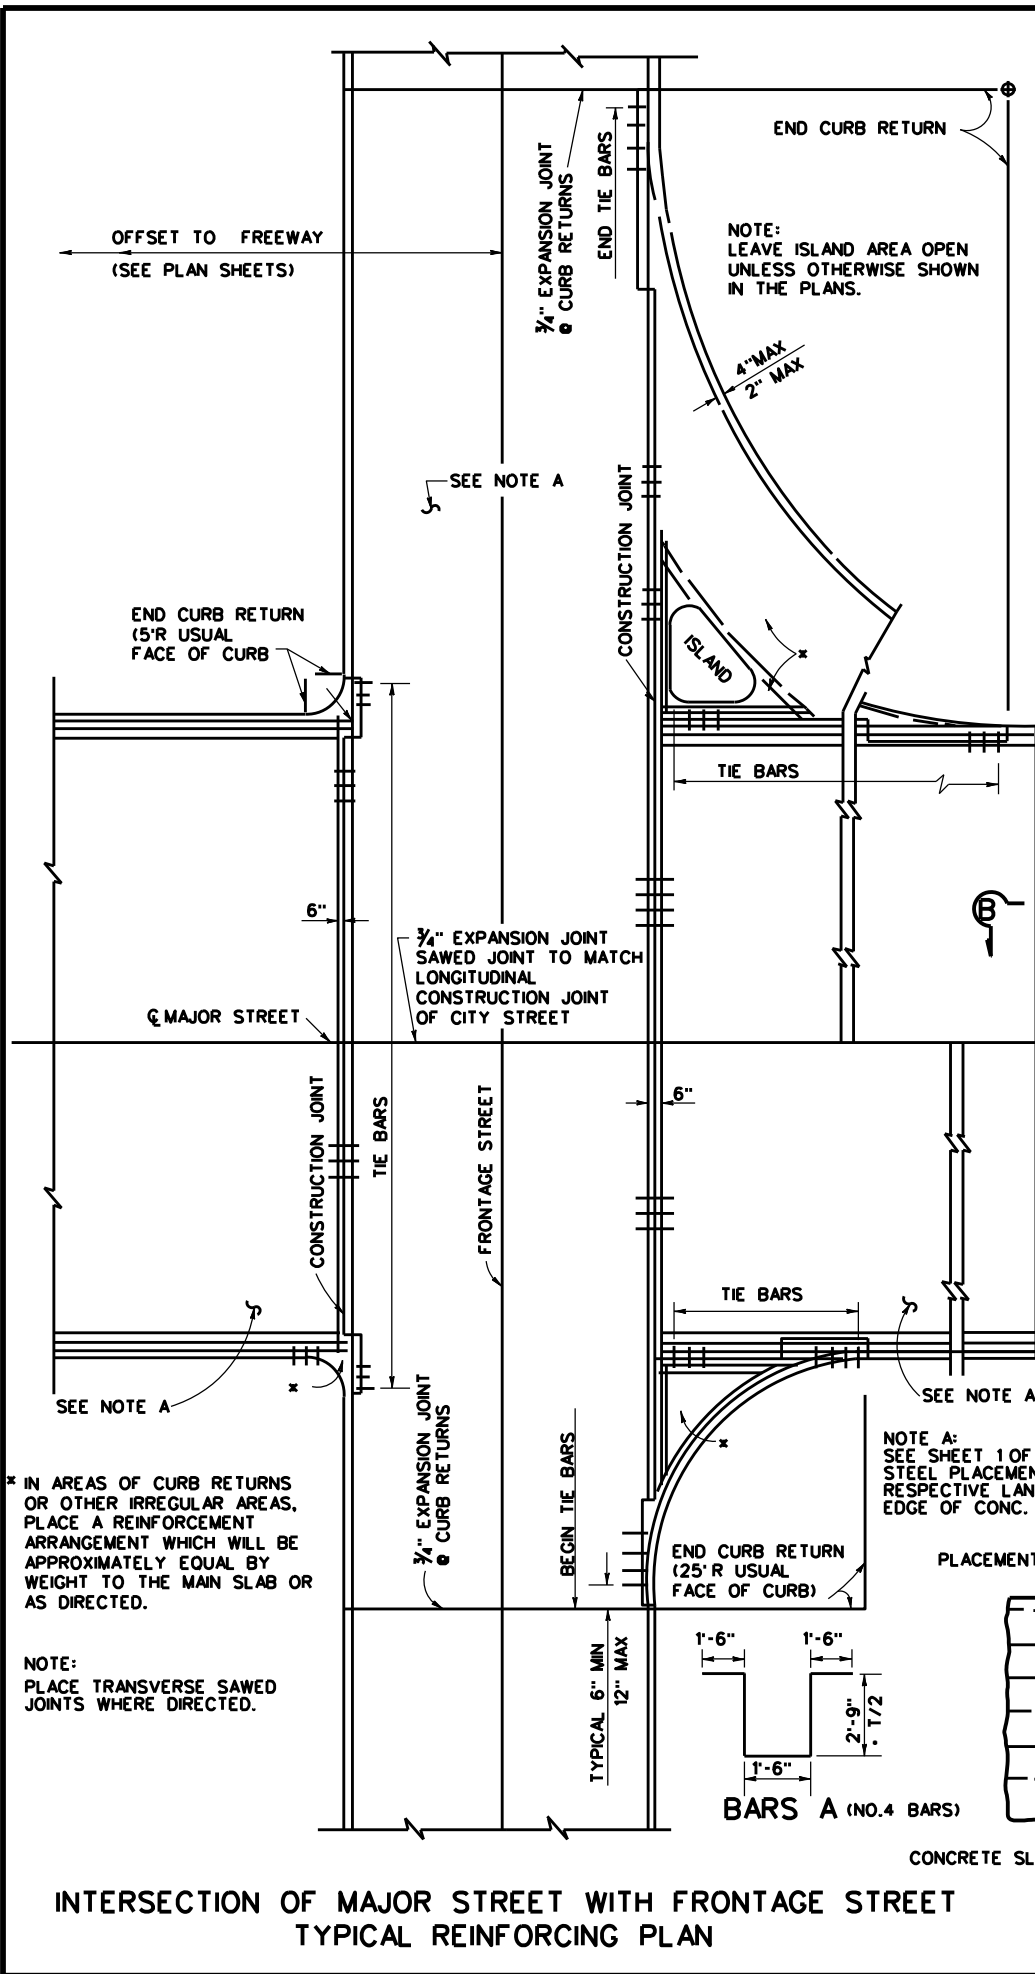 END CURB RETURN
3/4" EXPANSION JOINT
@ CURB RETURNS
END TIE BARS
OFFSET TO FREEWAY
(SEE PLAN SHEETS)
NOTE:
LEAVE ISLAND AREA OPEN
UNLESS OTHERWISE SHOWN
IN THE PLANS.
4"MAX
2" MAX
SEE NOTE A
CONSTRUCTION JOINT
END CURB RETURN
(5'R USUAL
FACE OF CURB
ISLAND
*
TIE BARS
6"
B
3/4" EXPANSION JOINT
SAWED JOINT TO MATCH
LONGITUDINAL
CONSTRUCTION JOINT
OF CITY STREET
℄ MAJOR STREET
CONSTRUCTION JOINT
TIE BARS
FRONTAGE STREET
6"
TIE BARS
*
SEE NOTE A
SEE NOTE A
3/4" EXPANSION JOINT
@ CURB RETURNS
BEGIN TIE BARS
*
NOTE A:
SEE SHEET 1 OF
STEEL PLACEMEN
RESPECTIVE LAN
EDGE OF CONC.
* IN AREAS OF CURB RETURNS
OR OTHER IRREGULAR AREAS,
PLACE A REINFORCEMENT
ARRANGEMENT WHICH WILL BE
APPROXIMATELY EQUAL BY
WEIGHT TO THE MAIN SLAB OR
AS DIRECTED.
END CURB RETURN
(25' R USUAL
FACE OF CURB)
PLACEMENT
NOTE:
PLACE TRANSVERSE SAWED
JOINTS WHERE DIRECTED.
TYPICAL 6" MIN
12" MAX
1'-6"
1'-6"
2'-9"
. T/2
1'-6"
BARS A (NO.4 BARS)
CONCRETE SL
INTERSECTION OF MAJOR STREET WITH FRONTAGE STREET
TYPICAL REINFORCING PLAN